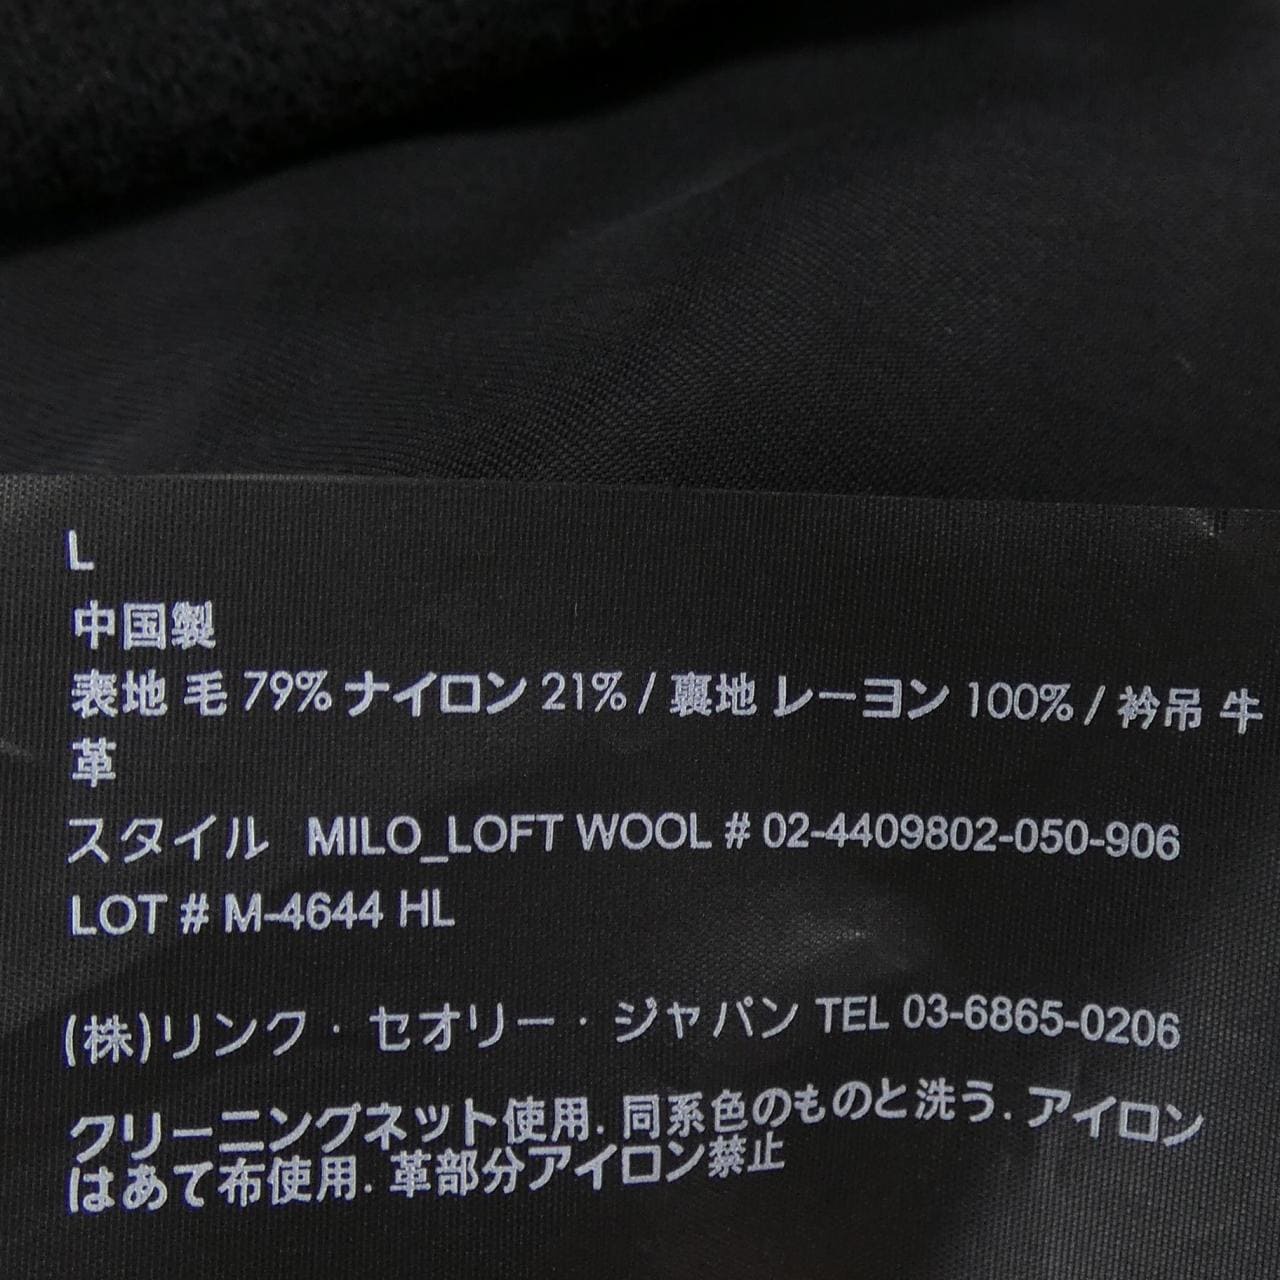 L
中国製
表地 毛 79% ナイロン 21% / 裏地 レーヨン 100% / 衿吊 牛
革
スタイル MILO_LOFT WOOL # 02-4409802-050-906
LOT # M-4644 HL
(株)リンク・セオリー・ジャパン TEL 03-6865-0206
クリーニングネット使用. 同系色のものと洗う. アイロン
はあて布使用. 革部分アイロン禁止